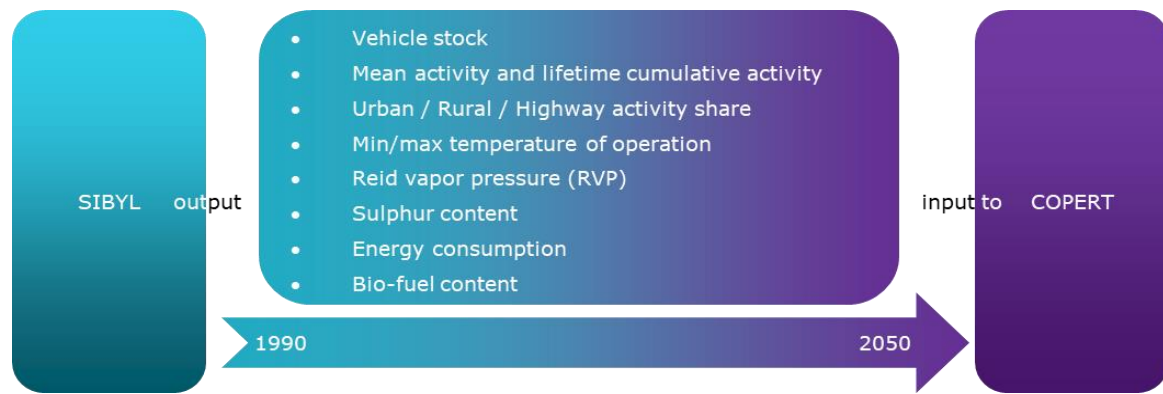 SIBYL output
• Vehicle stock
• Mean activity and lifetime cumulative activity
• Urban / Rural / Highway activity share
• Min/max temperature of operation
• Reid vapor pressure (RVP)
• Sulphur content
• Energy consumption
• Bio-fuel content
input to COPERT
1990 2050